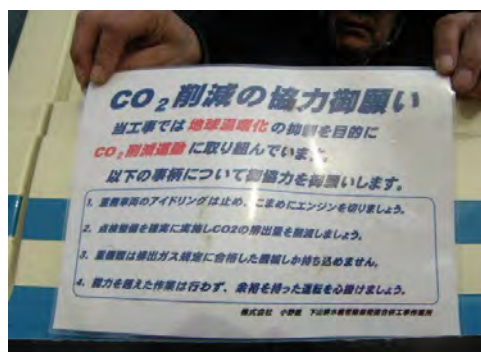 CO2削減の協力御願い
当工事では 地球温暖化 の抑制を目的に
CO2削減運動 に取り組んでいます。
以下の事柄について御協力を御願いします。
1. 重機車両のアイドリングは止め、こまめにエンジンを切りましょう。
2. 点検整備を確実に実施しCO2の排出量を削減しましょう。
3. 重機類は排出ガス規定に合格した機械しか持ち込めません。
4. 能力を超えた作業は行わず、余裕を持った運転を心掛けましょう。
株式会社 小野組 下山